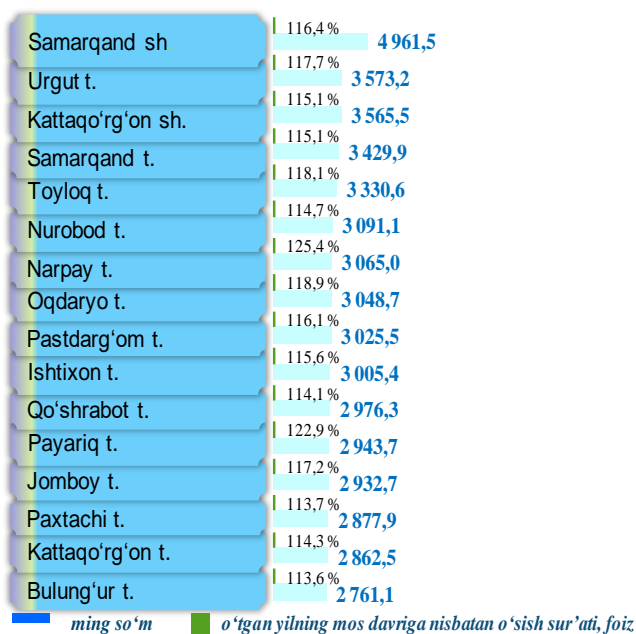 Samarqand sh 116,4 % 4 961,5
Urgut t. 117,7 % 3 573,2
Kattaqo‘rg‘on sh. 115,1 % 3 565,5
Samarqand t. 115,1 % 3 429,9
Toyloq t. 118,1 % 3 330,6
Nurobod t. 114,7 % 3 091,1
Narpay t. 125,4 % 3 065,0
Oqdaryo t. 118,9 % 3 048,7
Pastdarg‘om t. 116,1 % 3 025,5
Ishtixon t. 115,6 % 3 005,4
Qo‘shrabot t. 114,1 % 2 976,3
Payariq t. 122,9 % 2 943,7
Jomboy t. 117,2 % 2 932,7
Paxtachi t. 113,7 % 2 877,9
Kattaqo‘rg‘on t. 114,3 % 2 862,5
Bulung‘ur t. 113,6 % 2 761,1
ming so‘m o‘tgan yilning mos davriga nisbatan o‘sish sur’ati, foiz